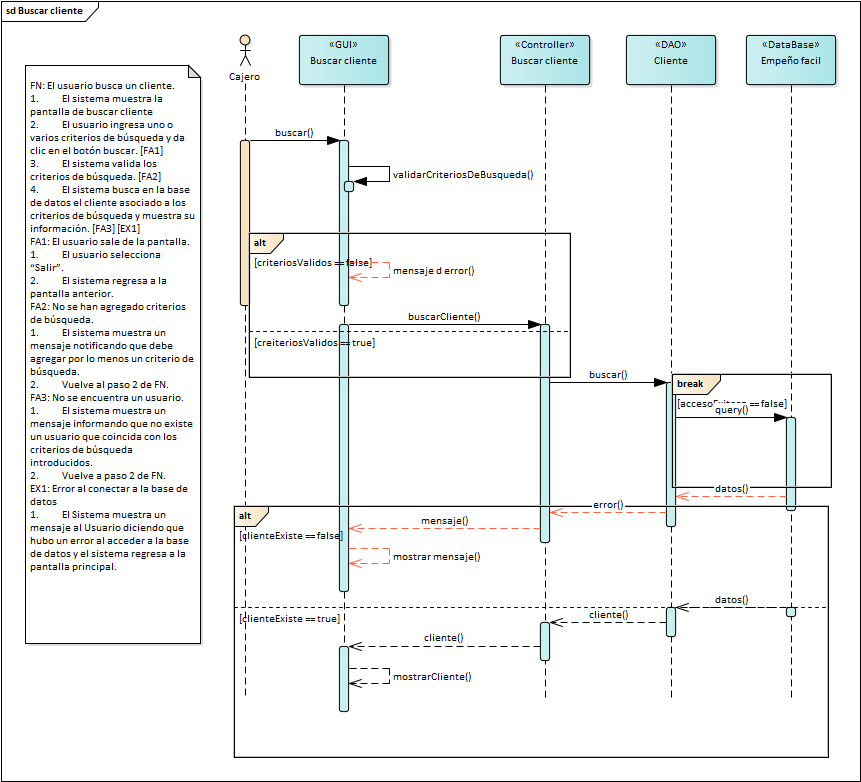 sd Buscar cliente
Cajero
«GUI»
Buscar cliente
«Controller»
Buscar cliente
«DAO»
Cliente
«DataBase»
Empeño facil
FN: El usuario busca un cliente.
1. El sistema muestra la
pantalla de buscar cliente
2. El usuario ingresa uno o
varios criterios de búsqueda y da
clic en el botón buscar. [FA1]
3. El sistema valida los
criterios de búsqueda. [FA2]
4. El sistema busca en la base
de datos el cliente asociado a los
criterios de búsqueda y muestra su
información. [FA3] [EX1]
FA1: El usuario sale de la pantalla.
1. El usuario selecciona
“Salir”.
2. El sistema regresa a la
pantalla anterior.
FA2: No se han agregado criterios
de búsqueda.
1. El sistema muestra un
mensaje notificando que debe
agregar por lo menos un criterio de
búsqueda.
2. Vuelve al paso 2 de FN.
FA3: No se encuentra un usuario.
1. El sistema muestra un
mensaje informando que no existe
un usuario que coincida con los
criterios de búsqueda
introducidos.
2. Vuelve a paso 2 de FN.
EX1: Error al conectar a la base de
datos
1. El Sistema muestra un
mensaje al Usuario diciendo que
hubo un error al acceder a la base
de datos y el sistema regresa a la
pantalla principal.
buscar()
validarCriteriosDeBusqueda()
alt
[criteriosValidos == false]
mensaje d error()
buscarCliente()
[creiteriosValidos == true]
buscar()
break
== false]
query()
datos()
error()
alt
mensaje()
[clienteExiste == false]
mostrar mensaje()
datos()
cliente()
[clienteExiste == true]
cliente()
mostrarCliente()